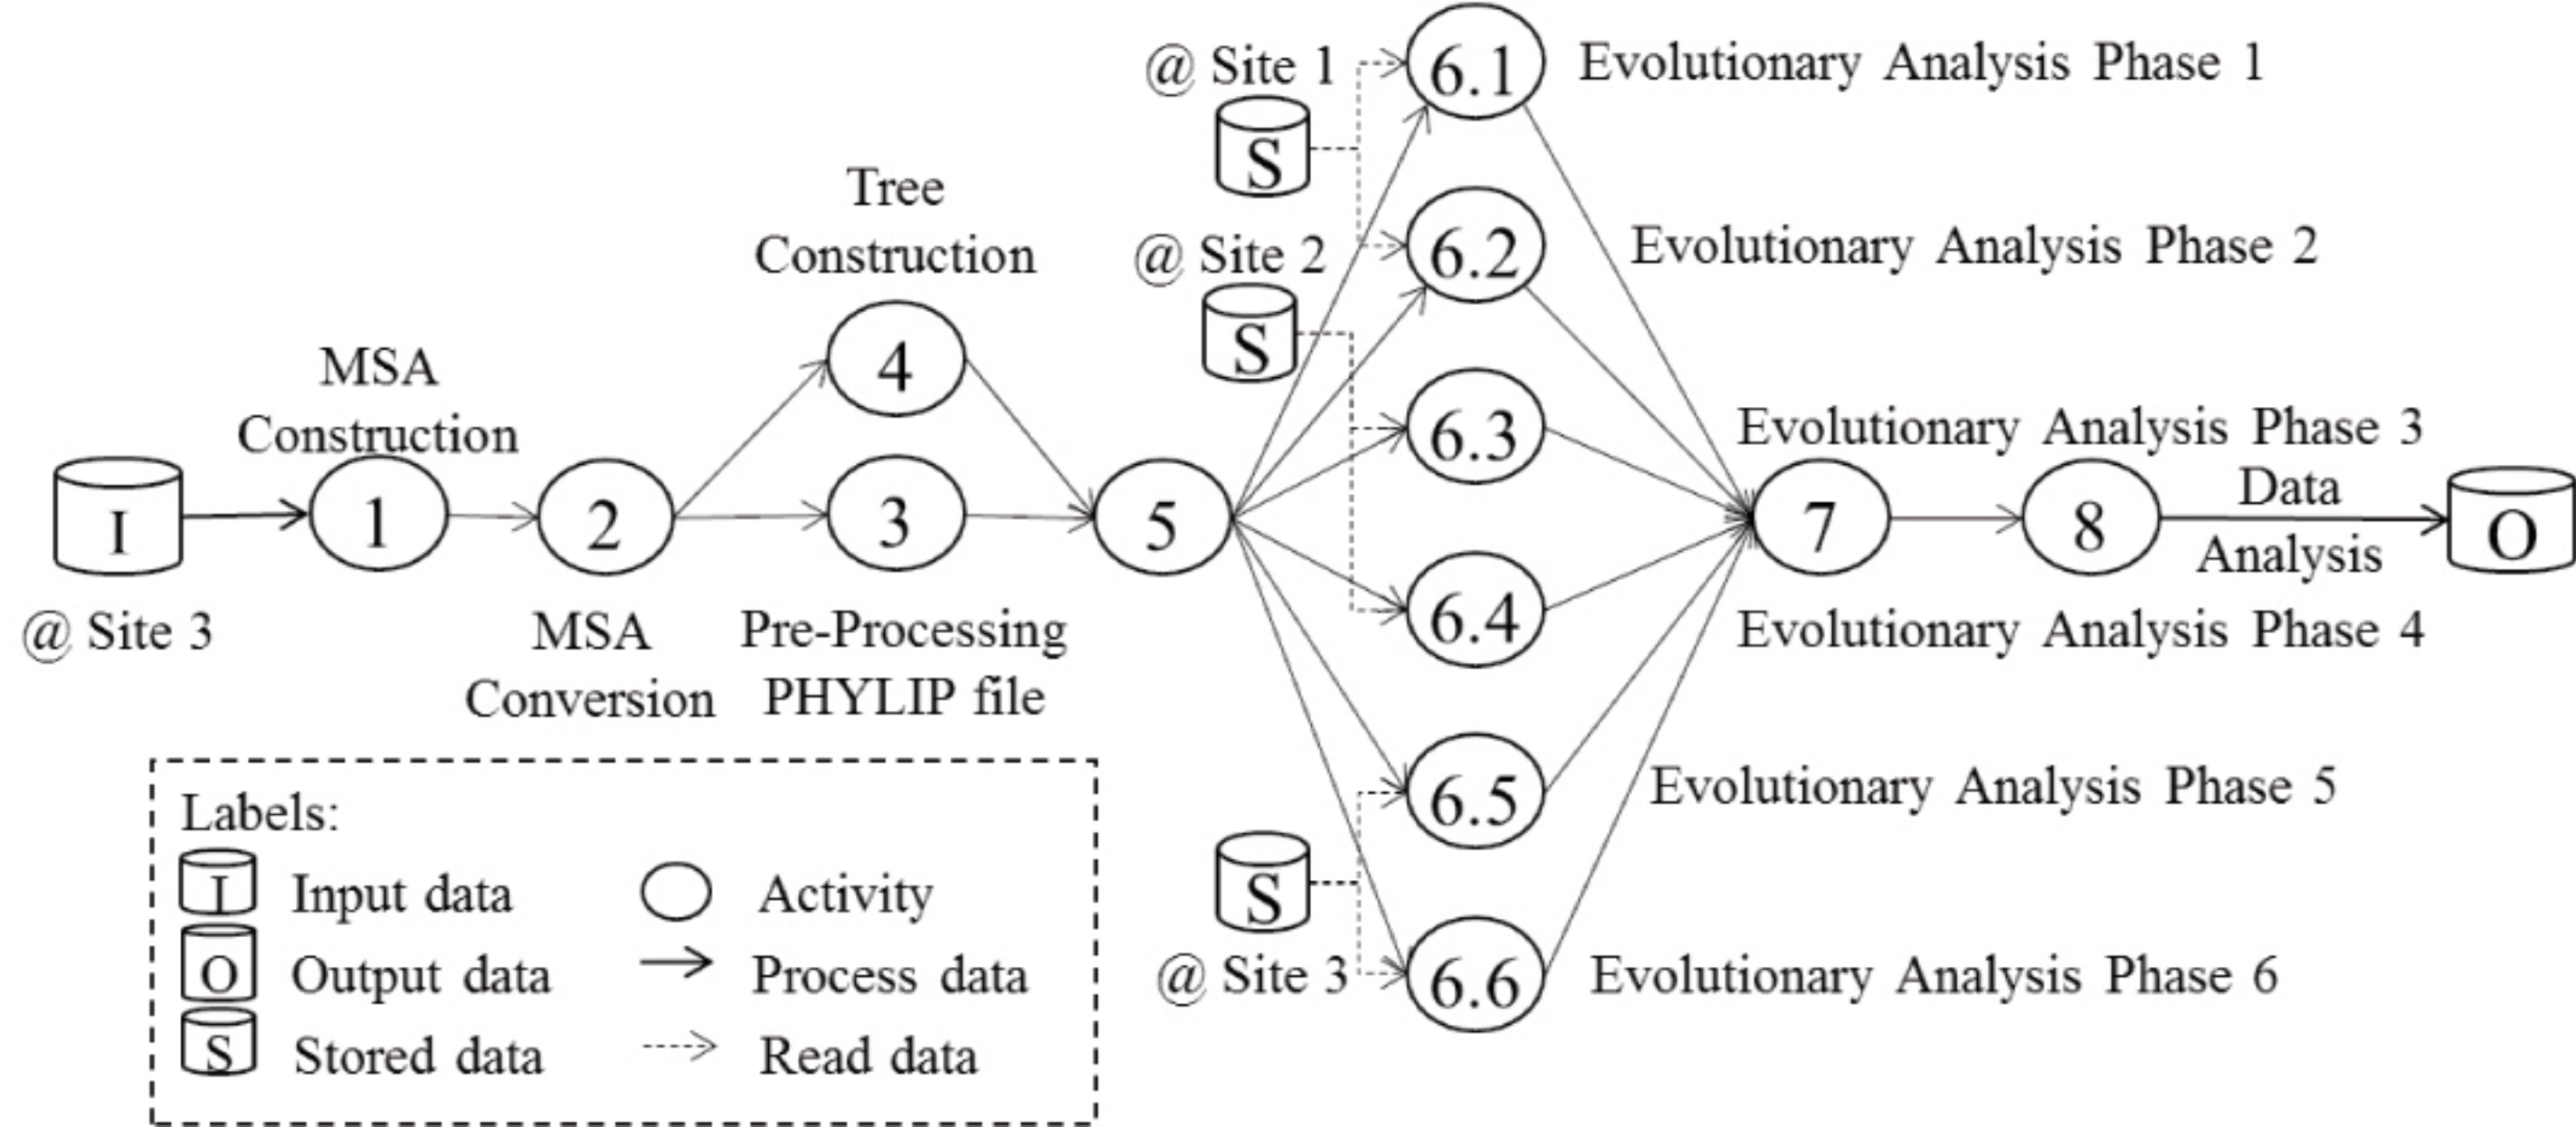 @ Site 1
6.1
Evolutionary Analysis Phase 1
S
Tree
Construction
@ Site 2
6.2
Evolutionary Analysis Phase 2
S
4
MSA
Construction
6.3
Evolutionary Analysis Phase 3
I
1
2
3
5
7
8
Data
Analysis
O
@ Site 3
MSA
Conversion
Pre-Processing
PHYLIP file
6.4
Evolutionary Analysis Phase 4
6.5
Evolutionary Analysis Phase 5
S
@ Site 3
6.6
Evolutionary Analysis Phase 6
Labels:
I Input data
Activity
O Output data
Process data
S Stored data
Read data